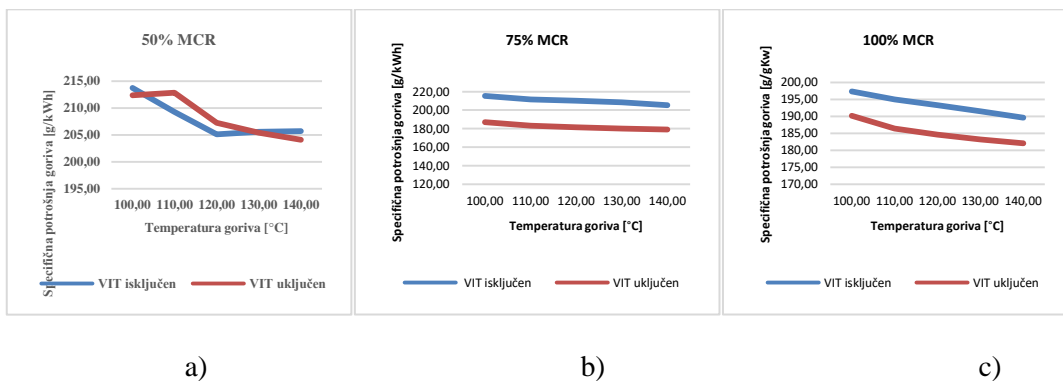 50% MCR
Specifična potrošnja goriva [g/kWh]
215,00
210,00
205,00
200,00
195,00
100,00 110,00 120,00 130,00 140,00
Temperatura goriva [°C]
VIT isključen VIT uključen
75% MCR
Specifična potrošnja goriva [g/kWh]
220,00
200,00
180,00
160,00
140,00
120,00
100,00 110,00 120,00 130,00 140,00
Temperatura goriva [°C]
VIT isključen VIT uključen
100% MCR
Specifična potrošnja goriva [g/gKw]
200,00
195,00
190,00
185,00
180,00
175,00
170,00
100,00 110,00 120,00 130,00 140,00
Temperatura goriva [°C]
VIT isključen VIT uključen
a) b) c)